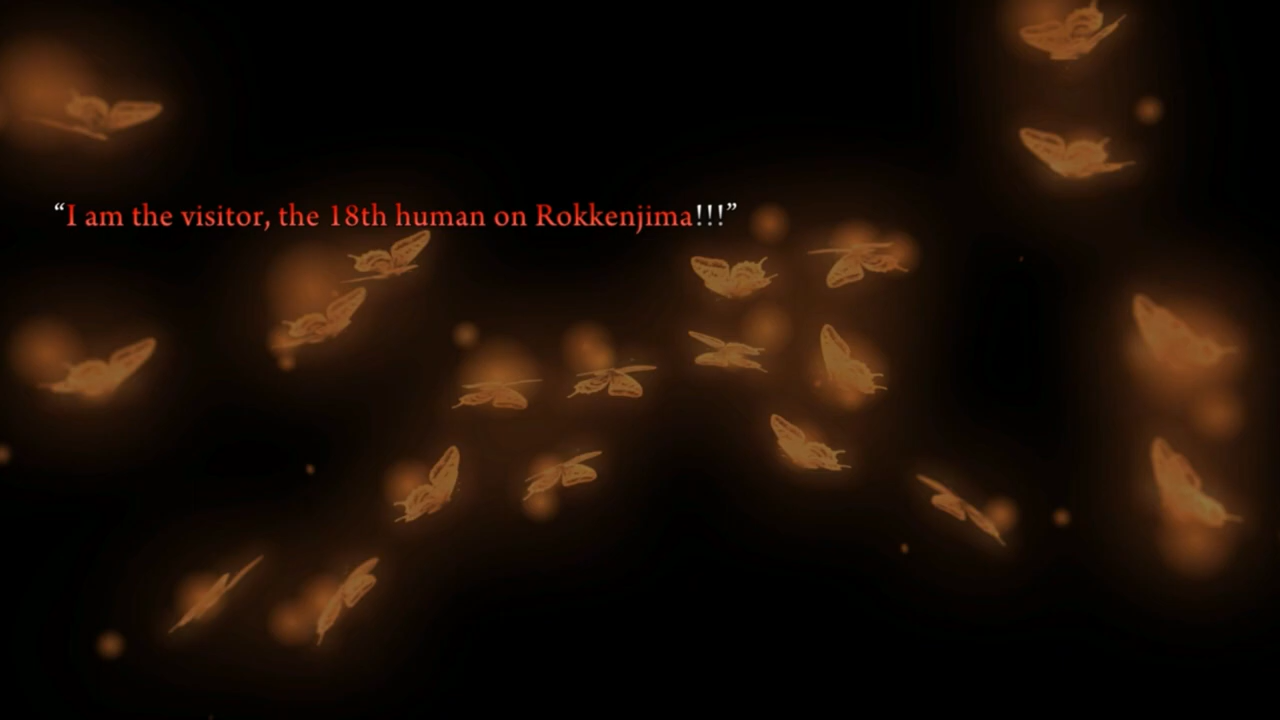 “I am the visitor, the 18th human on Rokkenjima!!!”